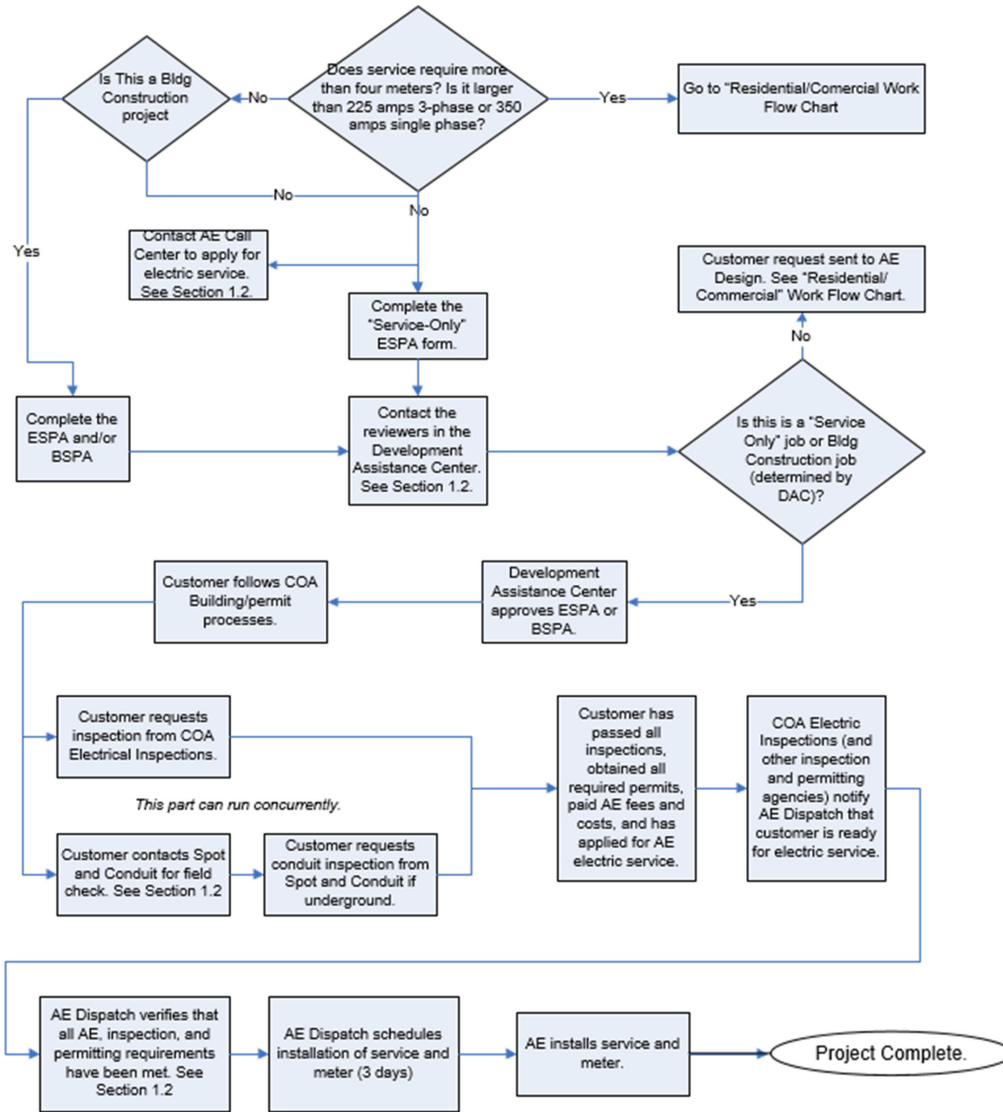 Does service require more
than four meters? Is it larger
than 225 amps 3-phase or 350
amps single phase?
Is This a Bldg
Construction
project
No
Yes
Go to "Residential/Comercial Work
Flow Chart
No
No
Yes
Contact AE Call
Center to apply for
electric service.
See Section 1.2.
Customer request sent to AE
Design. See "Residential/
Commercial" Work Flow Chart.
Complete the
"Service-Only"
ESPA form.
No
Complete the
ESPA and/or
BSPA
Contact the
reviewers in the
Development
Assistance Center.
See Section 1.2.
Is this is a "Service
Only" job or Bldg
Construction job
(determined by
DAC)?
Yes
Development
Assistance Center
approves ESPA or
BSPA.
Customer follows COA
Building/permit
processes.
Customer requests
inspection from COA
Electrical Inspections.
This part can run concurrently.
Customer contacts Spot
and Conduit for field
check. See Section 1.2
Customer requests
conduit inspection from
Spot and Conduit if
underground.
Customer has
passed all
inspections,
obtained all
required permits,
paid AE fees and
costs, and has
applied for AE
electric service.
COA Electric
Inspections (and
other inspection
and permitting
agencies) notify
AE Dispatch that
customer is ready
for electric service.
AE Dispatch verifies that
all AE, inspection, and
permitting requirements
have been met. See
Section 1.2
AE Dispatch schedules
installation of service and
meter (3 days)
AE installs service and
meter.
Project Complete.